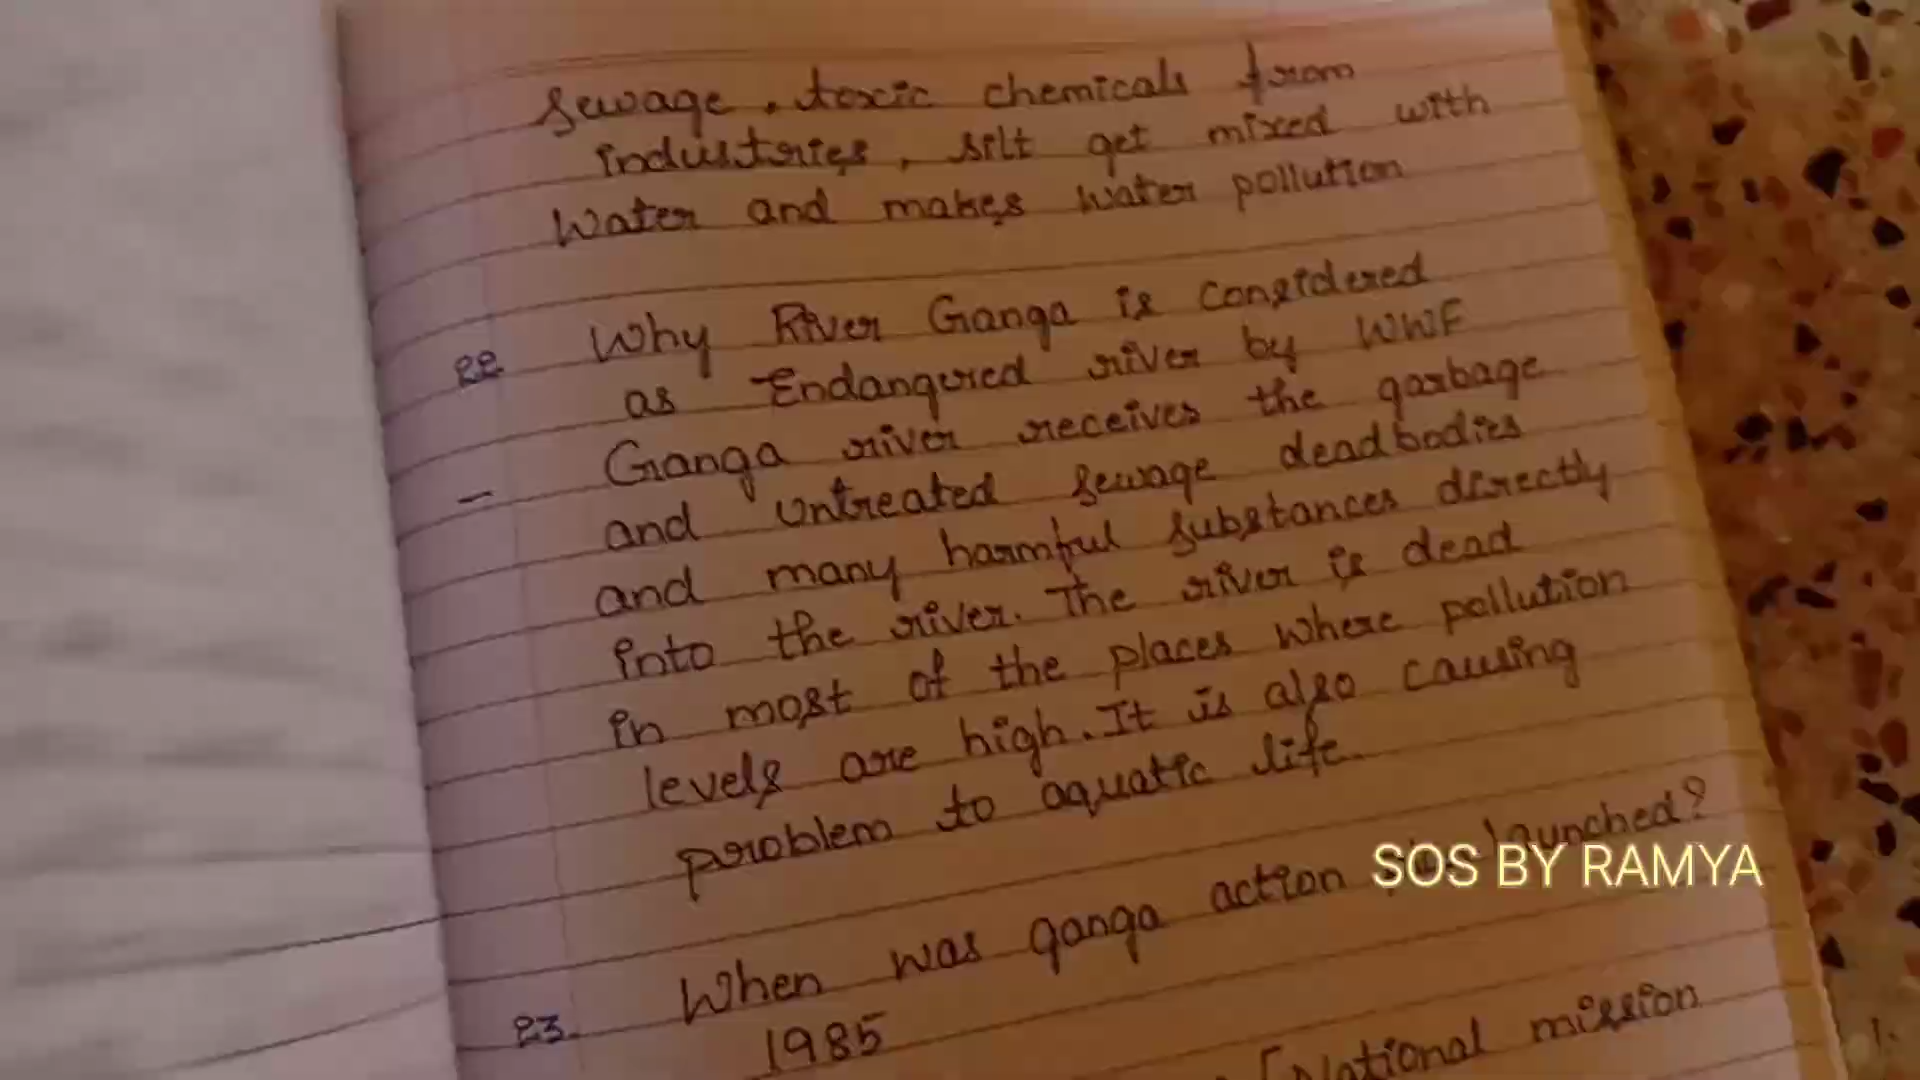 sewage, toxic chemicals from
industries, silt get mixed with
Water and makes water pollution
22. Why River Ganga is considered
as Endangered river by WWF
- Ganga river receives the garbage
and untreated sewage deadbodies
and many harmful substances directly
into the river. The river is dead
in most of the places where pollution
levels are high. It is also causing
problem to aquatic life.
23. When was ganga action launched?
SOS BY RAMYA
1985
National mission